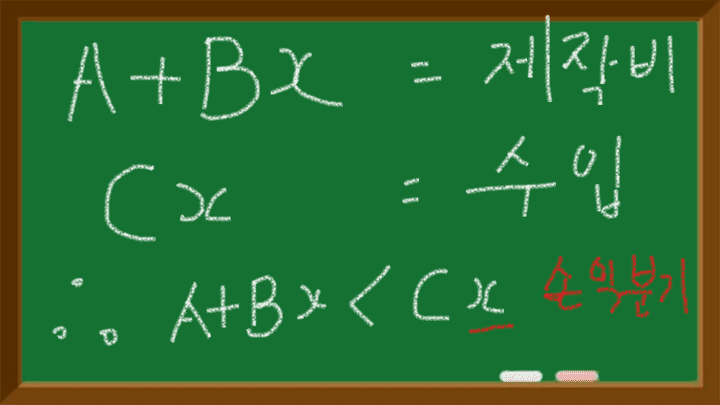 A+Bx = 제작비
Cx = 수입
∴ A+Bx < Cx 손익분기